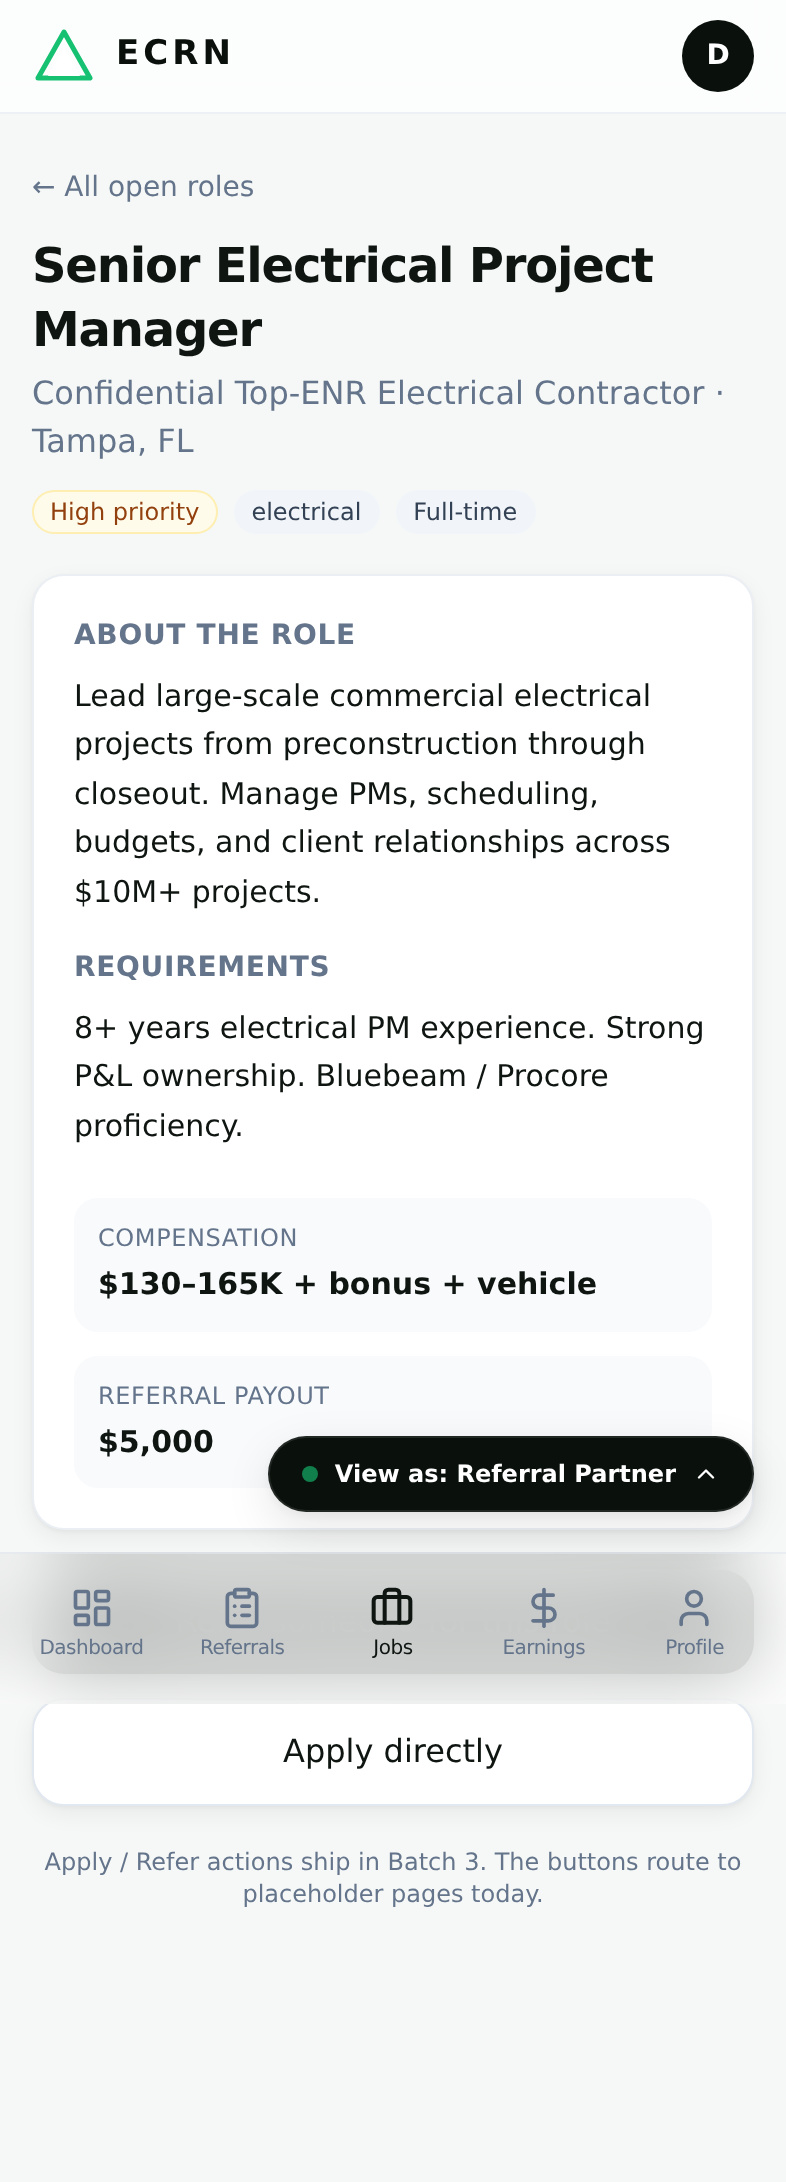 ECRN
D
← All open roles
Senior Electrical Project
Manager
Confidential Top-ENR Electrical Contractor ·
Tampa, FL
High priority
electrical
Full-time
ABOUT THE ROLE
Lead large-scale commercial electrical
projects from preconstruction through
closeout. Manage PMs, scheduling,
budgets, and client relationships across
$10M+ projects.
REQUIREMENTS
8+ years electrical PM experience. Strong
P&L ownership. Bluebeam / Procore
proficiency.
COMPENSATION
$130–165K + bonus + vehicle
REFERRAL PAYOUT
$5,000
View as: Referral Partner
Dashboard
Referrals
Jobs
Earnings
Profile
Apply directly
Apply / Refer actions ship in Batch 3. The buttons route to
placeholder pages today.